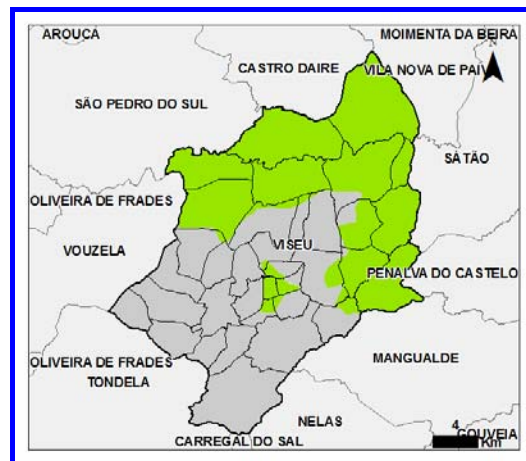 AROUCA
MOIMENTA DA BEIRA
CASTRO DAIRE
VILA NOVA DE PAIV
SÃO PEDRO DO SUL
SÁTÃO
OLIVEIRA DE FRADES
VISEU
VOUZELA
PENALVA DO CASTELO
MANGUALDE
OLIVEIRA DE FRADES
TONDELA
NELAS
4
GOUVEIA
CARREGAL DO SAL
Km